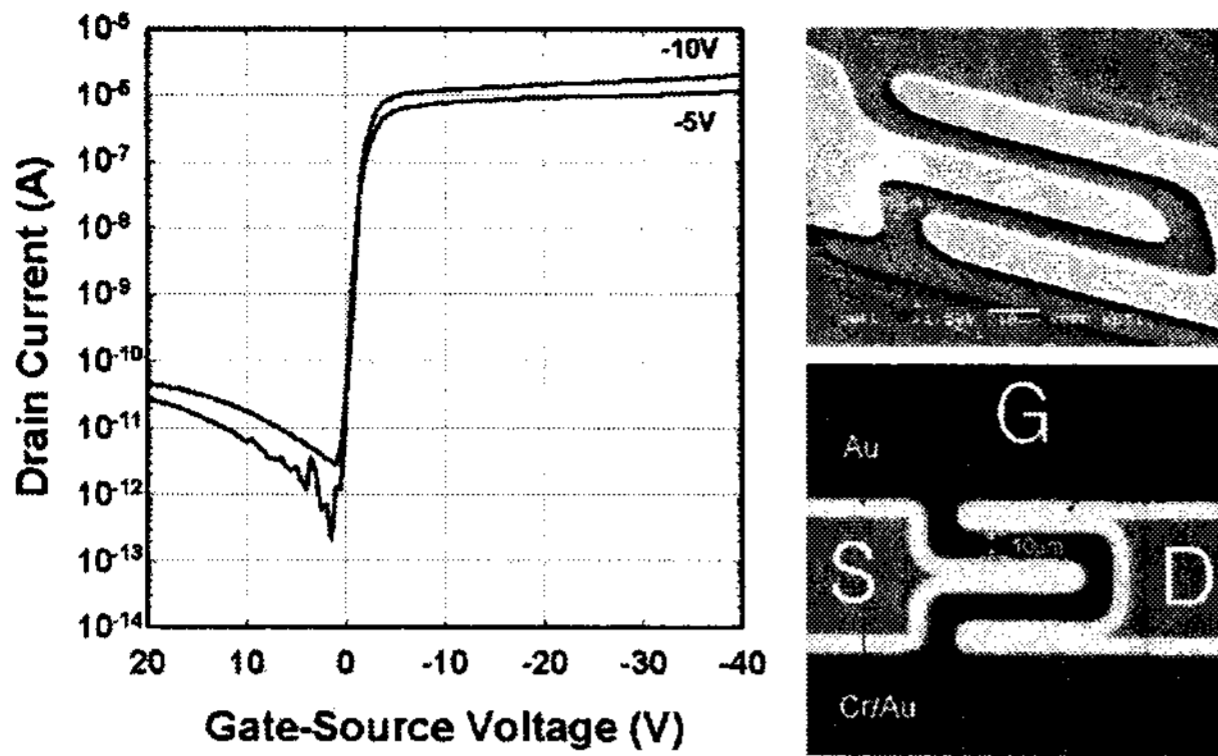 10⁻⁵
10⁻⁶
10⁻⁷
10⁻⁸
10⁻⁹
10⁻¹⁰
10⁻¹¹
10⁻¹²
10⁻¹³
10⁻¹⁴
Drain Current (A)
-10V
-5V
20 10 0 -10 -20 -30 -40
Gate-Source Voltage (V)
G
Au
10µm
S
D
Cr/Au